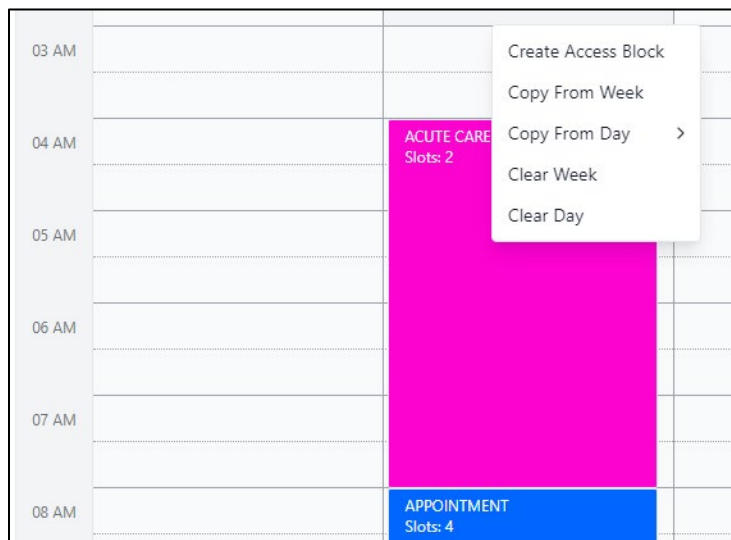 03 AM
04 AM
05 AM
06 AM
07 AM
08 AM
ACUTE CARE
Slots: 2
APPOINTMENT
Slots: 4
Create Access Block
Copy From Week
Copy From Day
Clear Week
Clear Day